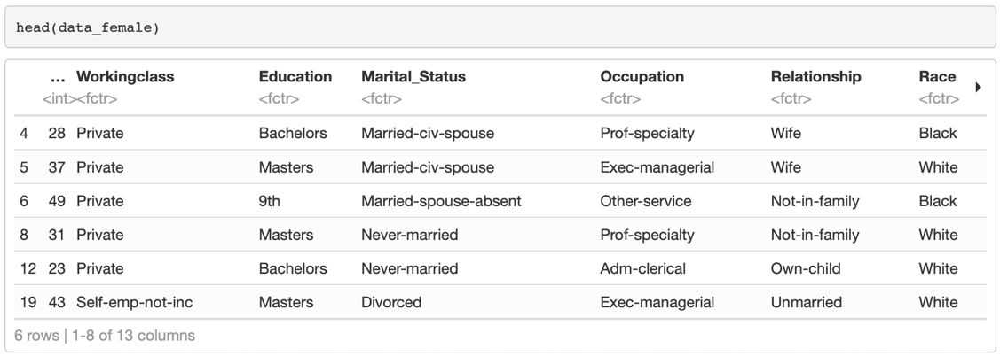 head(data_female)
... Workingclass Education Marital_Status Occupation Relationship Race
<int> <fctr> <fctr> <fctr> <fctr> <fctr> <fctr>
4 28 Private Bachelors Married-civ-spouse Prof-specialty Wife Black
5 37 Private Masters Married-civ-spouse Exec-managerial Wife White
6 49 Private 9th Married-spouse-absent Other-service Not-in-family Black
8 31 Private Masters Never-married Prof-specialty Not-in-family White
12 23 Private Bachelors Never-married Adm-clerical Own-child White
19 43 Self-emp-not-inc Masters Divorced Exec-managerial Unmarried White
6 rows | 1-8 of 13 columns